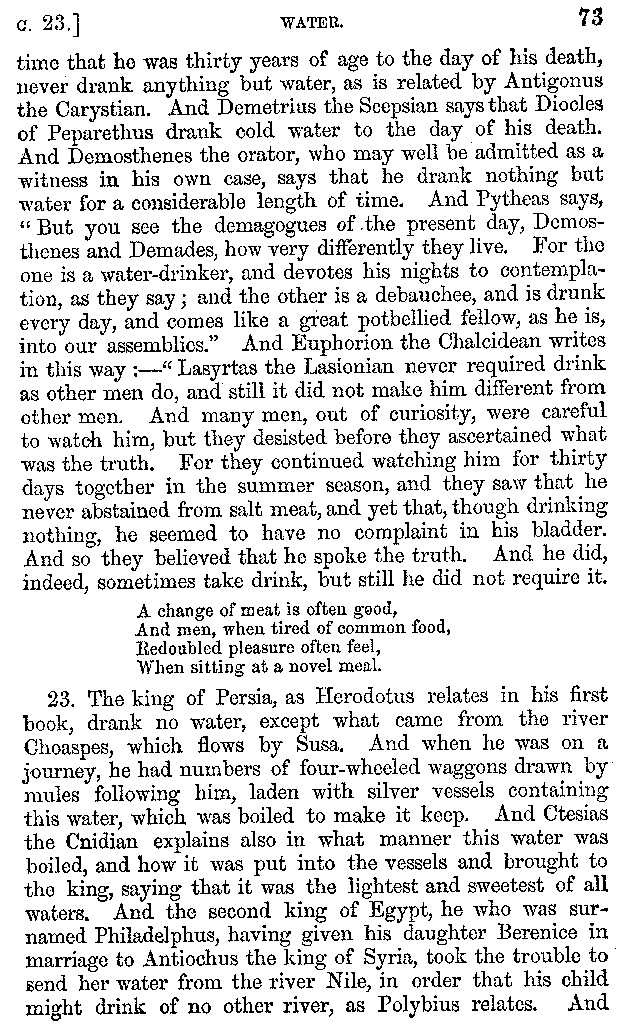 C. 23.] WATER. 73
time that he was thirty years of age to the day of his death,
never drank anything but water, as is related by Antigonus
the Carystian. And Demetrius the Scepsian says that Diocles
of Peparethus drank cold water to the day of his death.
And Demosthenes the orator, who may well be admitted as a
witness in his own case, says that he drank nothing but
water for a considerable length of time. And Pytheas says,
“ But you see the demagogues of the present day, Demos-
thenes and Demades, how very differently they live. For the
one is a water-drinker, and devotes his nights to contempla-
tion, as they say; and the other is a debauchee, and is drunk
every day, and comes like a great potbellied fellow, as he is,
into our assemblies.” And Euphorion the Chalcidean writes
in this way :—“ Lasyrtas the Lasionian never required drink
as other men do, and still it did not make him different from
other men. And many men, out of curiosity, were careful
to watch him, but they desisted before they ascertained what
was the truth. For they continued watching him for thirty
days together in the summer season, and they saw that he
never abstained from salt meat, and yet that, though drinking
nothing, he seemed to have no complaint in his bladder.
And so they believed that he spoke the truth. And he did,
indeed, sometimes take drink, but still he did not require it.
A change of meat is often good,
And men, when tired of common food,
Redoubled pleasure often feel,
When sitting at a novel meal.
23. The king of Persia, as Herodotus relates in his first
book, drank no water, except what came from the river
Choaspes, which flows by Susa. And when he was on a
journey, he had numbers of four-wheeled waggons drawn by
mules following him, laden with silver vessels containing
this water, which was boiled to make it keep. And Ctesias
the Cnidian explains also in what manner this water was
boiled, and how it was put into the vessels and brought to
the king, saying that it was the lightest and sweetest of all
waters. And the second king of Egypt, he who was sur-
named Philadelphus, having given his daughter Berenice in
marriage to Antiochus the king of Syria, took the trouble to
send her water from the river Nile, in order that his child
might drink of no other river, as Polybius relates. And